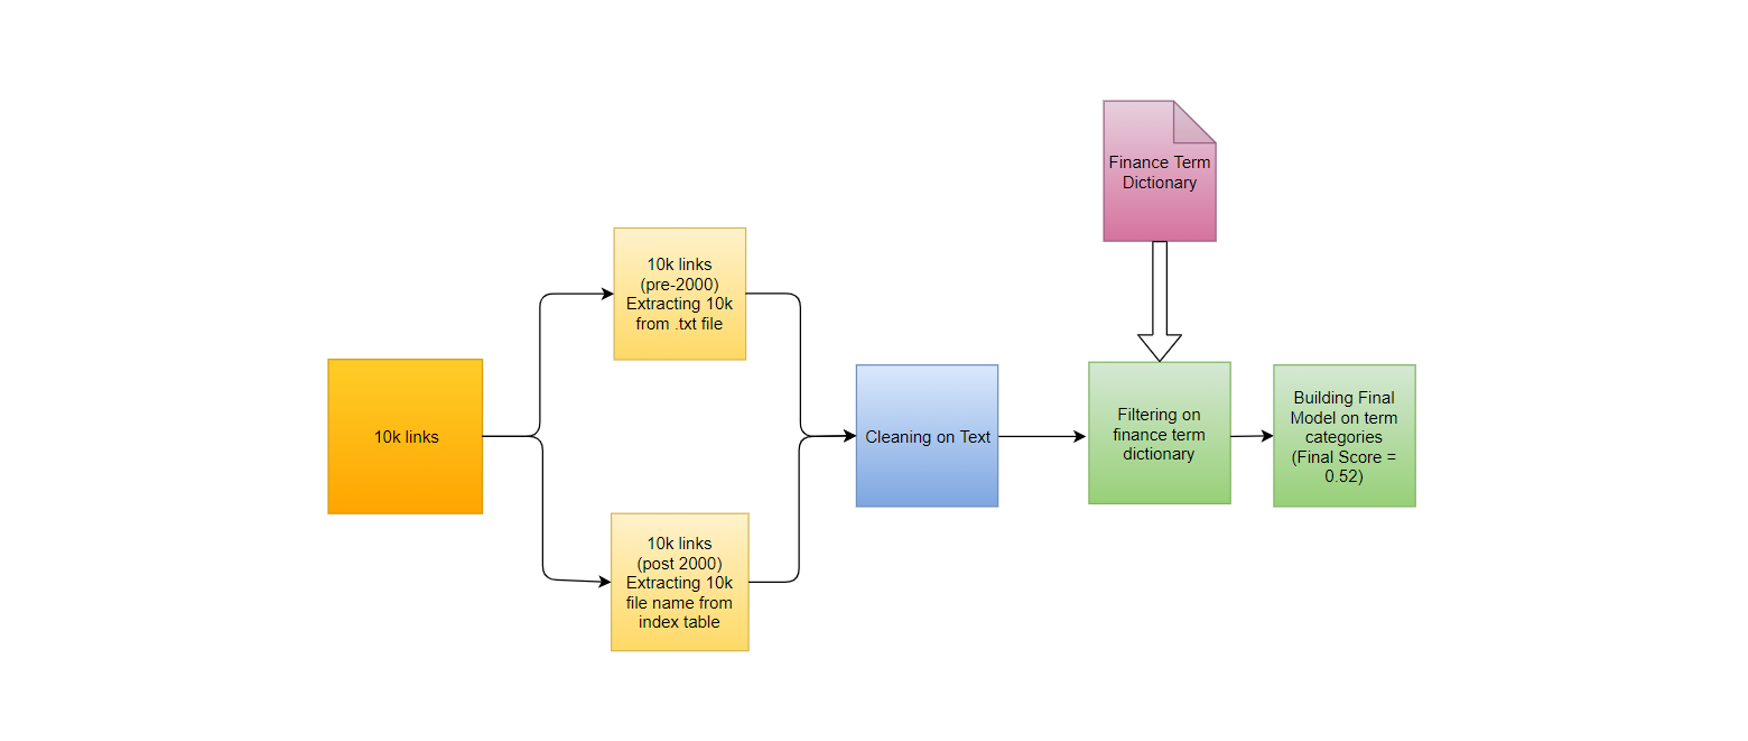 10k links
10k links
(pre-2000)
Extracting 10k
from .txt file
10k links
(post 2000)
Extracting 10k
file name from
index table
Cleaning on Text
Finance Term
Dictionary
Filtering on
finance term
dictionary
Building Final
Model on term
categories
(Final Score =
0.52)